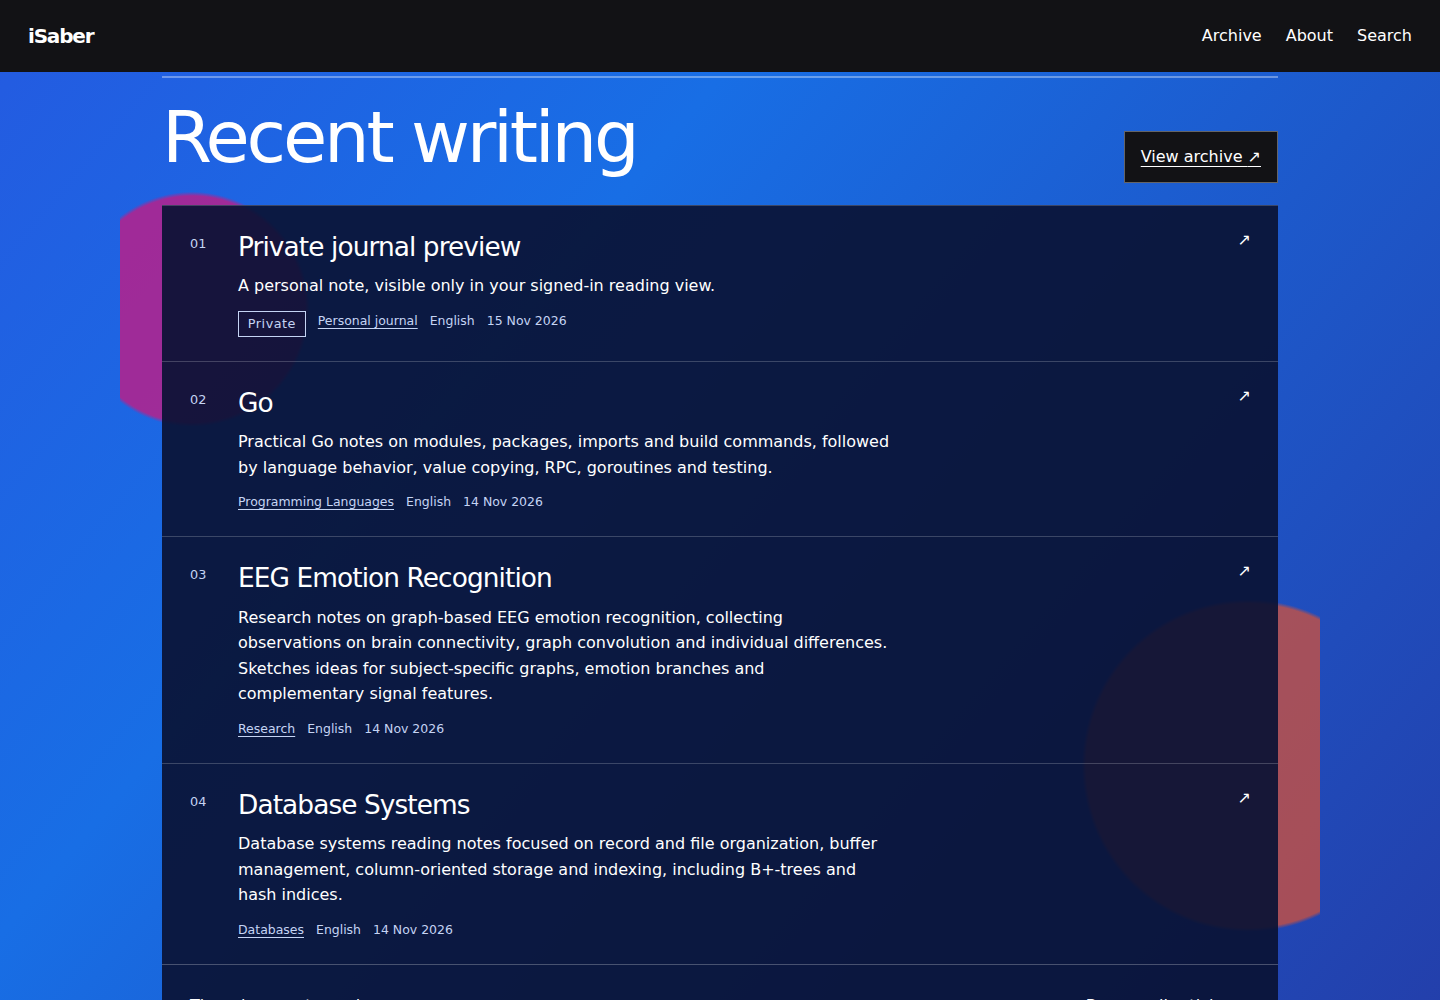 iSaber
Archive About Search
Recent writing
View archive ↗
01 Private journal preview ↗
A personal note, visible only in your signed-in reading view.
Private Personal journal English 15 Nov 2026
02 Go ↗
Practical Go notes on modules, packages, imports and build commands, followed
by language behavior, value copying, RPC, goroutines and testing.
Programming Languages English 14 Nov 2026
03 EEG Emotion Recognition ↗
Research notes on graph-based EEG emotion recognition, collecting
observations on brain connectivity, graph convolution and individual differences.
Sketches ideas for subject-specific graphs, emotion branches and
complementary signal features.
Research English 14 Nov 2026
04 Database Systems ↗
Database systems reading notes focused on record and file organization, buffer
management, column-oriented storage and indexing, including B+-trees and
hash indices.
Databases English 14 Nov 2026